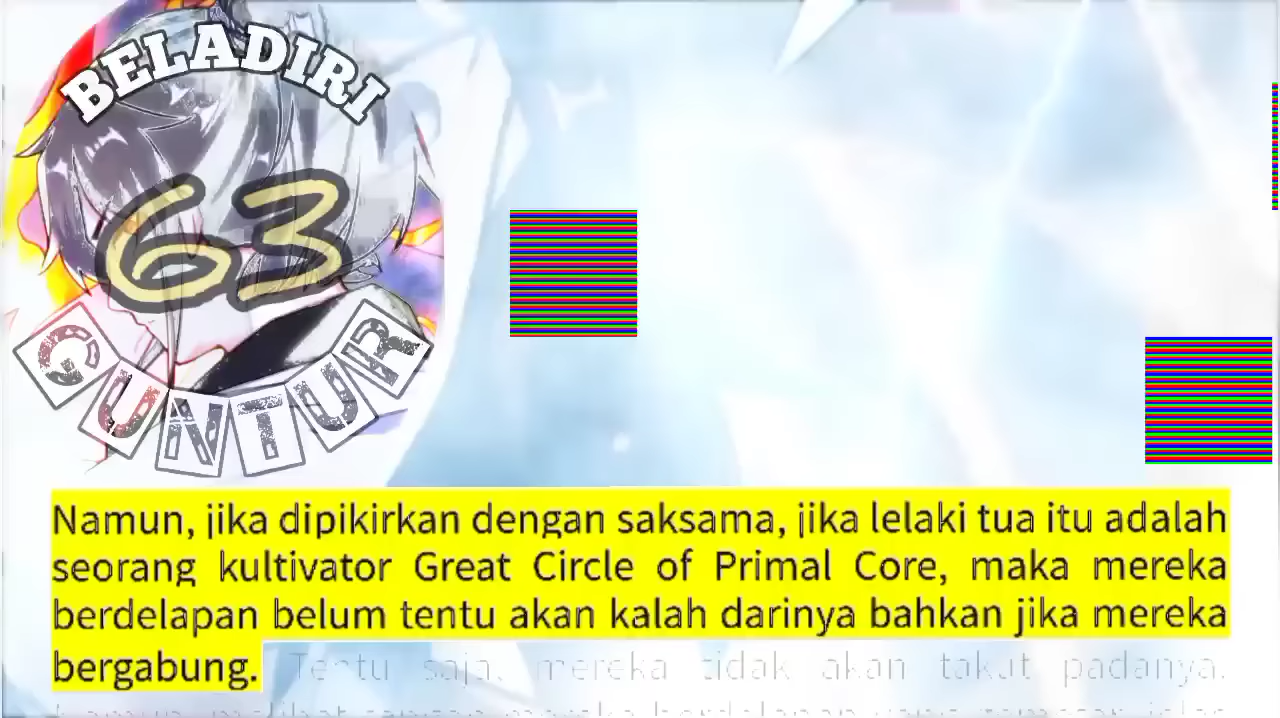 BELADIRI
63
GUNTUR
Namun, jika dipikirkan dengan saksama, jika lelaki tua itu adalah
seorang kultivator Great Circle of Primal Core, maka mereka
berdelapan belum tentu akan kalah darinya bahkan jika mereka
bergabung. Tentu saja, mereka tidak akan takut padanya.